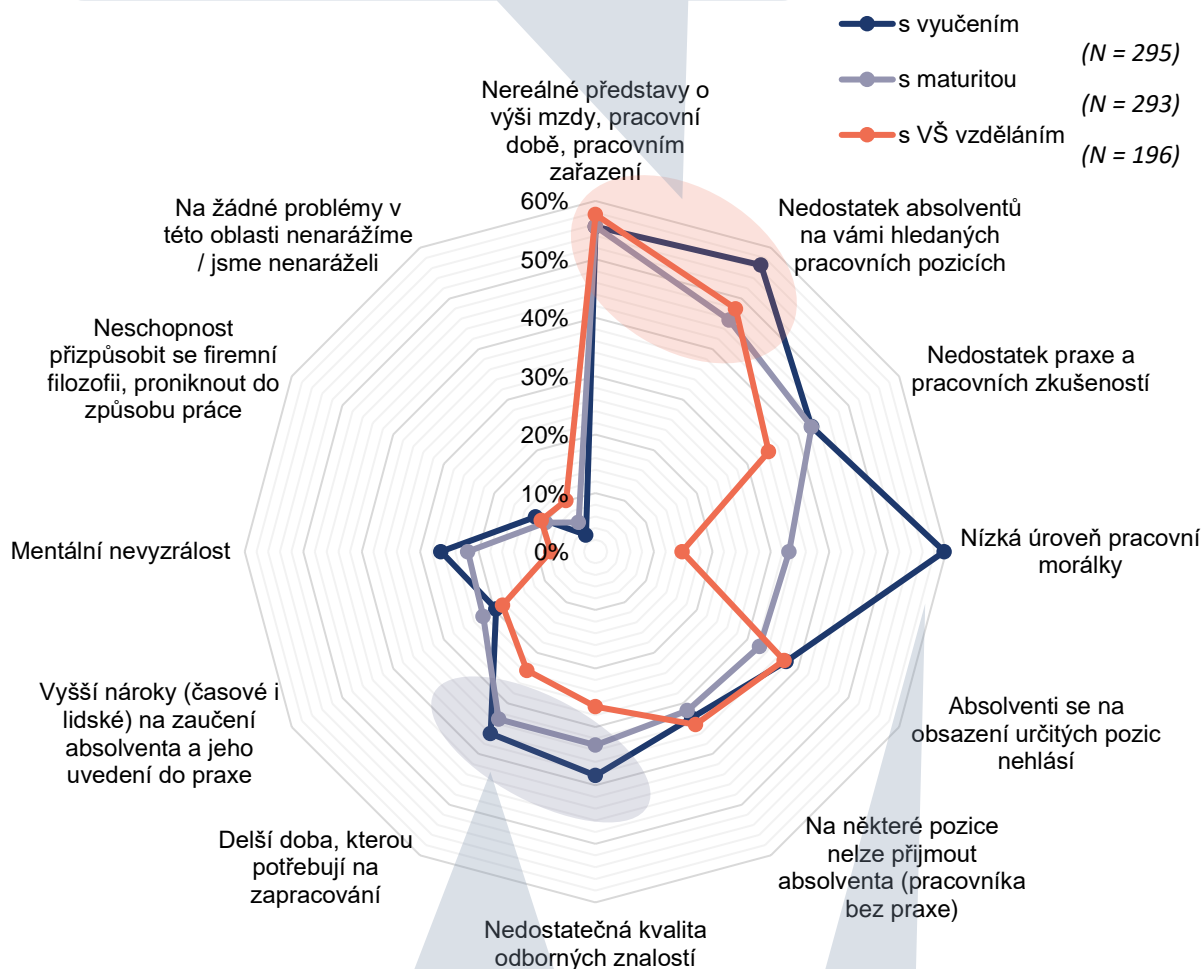 s vyučením
(N = 295)
s maturitou
(N = 293)
s VŠ vzděláním
(N = 196)
Nereálné představy o
výši mzdy, pracovní
době, pracovním
zařazení
Nedostatek absolventů
na vámi hledaných
pracovních pozicích
Nedostatek praxe a
pracovních zkušeností
Nízká úroveň pracovní
morálky
Absolventi se na
obsazení určitých pozic
nehlásí
Na některé pozice
nelze přijmout
absolventa (pracovníka
bez praxe)
Nedostatečná kvalita
odborných znalostí
Delší doba, kterou
potřebují na
zapracování
Vyšší nároky (časové i
lidské) na zaučení
absolventa a jeho
uvedení do praxe
Mentální nevyzrálost
Neschopnost
přizpůsobit se firemní
filozofii, proniknout do
způsobu práce
Na žádné problémy v
této oblasti nenarážíme
/ jsme nenaráželi
60%
50%
40%
30%
20%
10%
0%